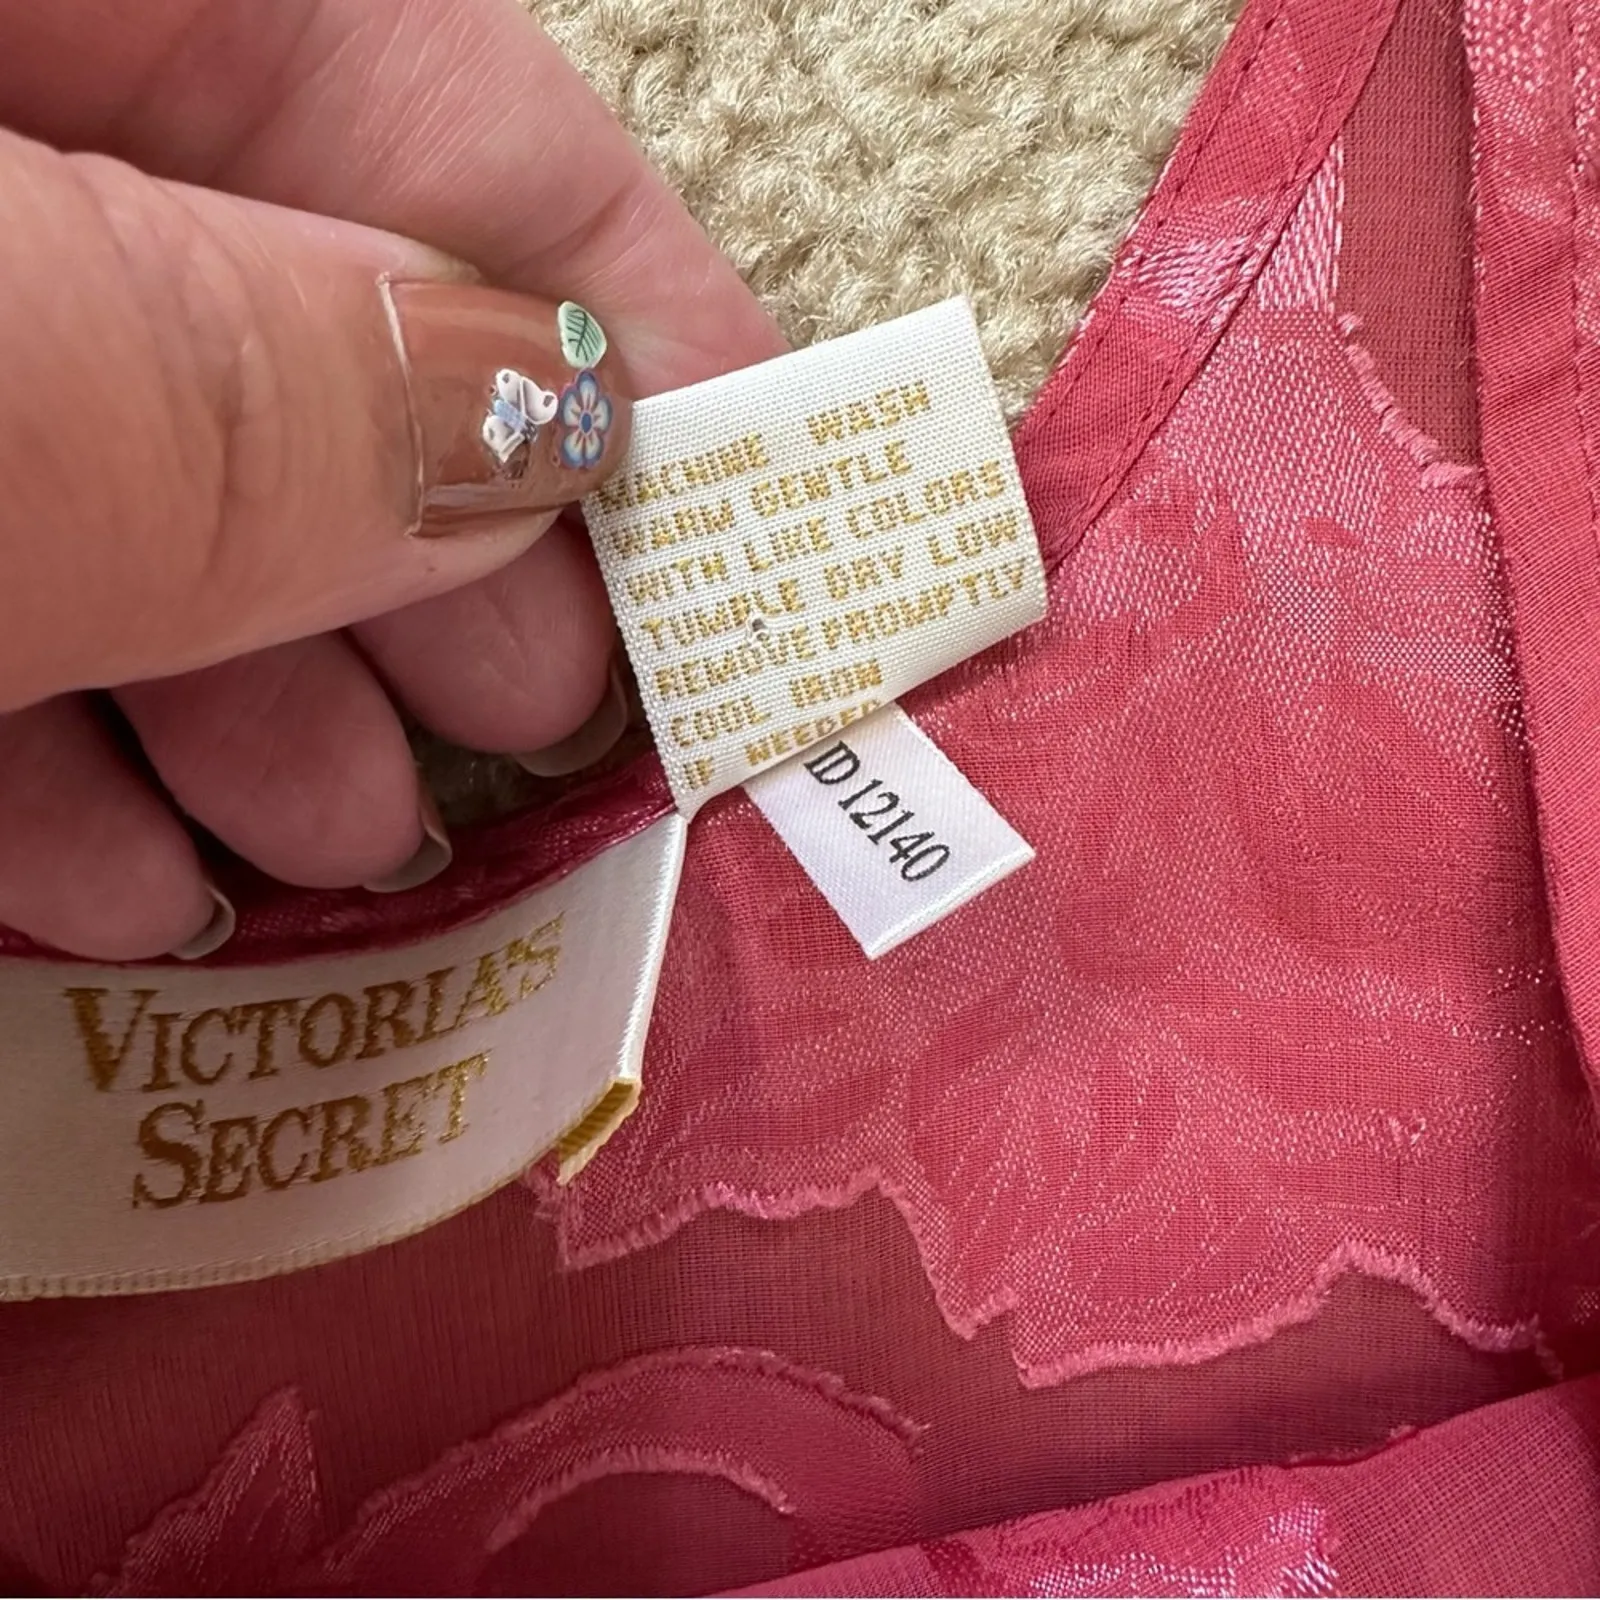 MACHINE WASH
WARM GENTLE
WITH LIKE COLORS
TUMBLE DRY LOW
REMOVE PROMPTLY
COOL IRON
IF NEEDED
ID 12140
VICTORIA'S
SECRET